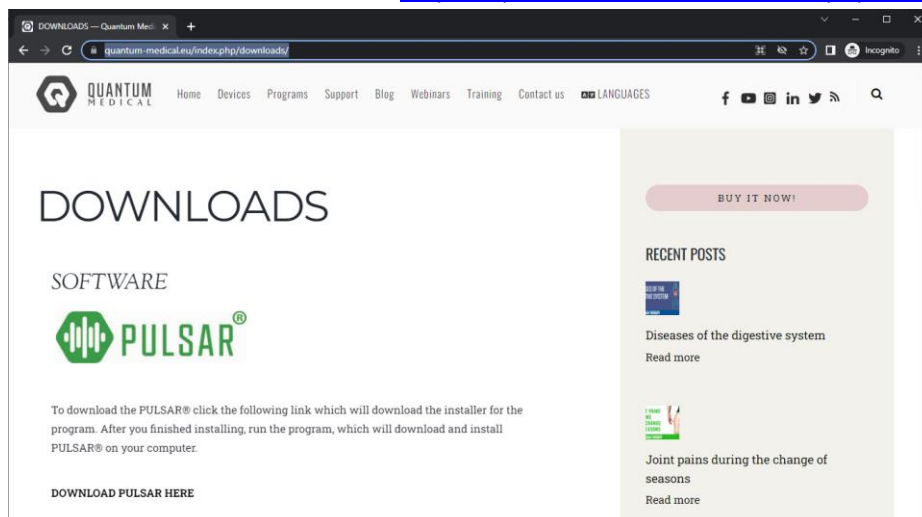 DOWNLOADS — Quantum Med
quantum-medical.eu/index.php/downloads/
Incognito
QUANTUM
MEDICAL
Home Devices Programs Support Blog Webinars Training Contact us LANGUAGES
DOWNLOADS
SOFTWARE
PULSAR®
To download the PULSAR® click the following link which will download the installer for the
program. After you finished installing, run the program, which will download and install
PULSAR® on your computer.
DOWNLOAD PULSAR HERE
BUY IT NOW!
RECENT POSTS
Diseases of the digestive system
Read more
Joint pains during the change of
seasons
Read more